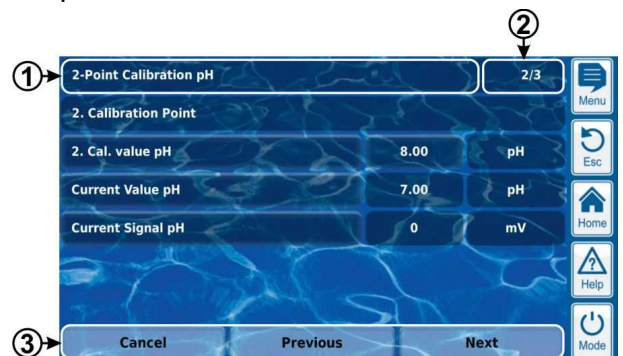 2
1
2-Point Calibration pH 2/3
Menu
2. Calibration Point
2. Cal. value pH 8.00 pH
Esc
Current Value pH 7.00 pH
Home
Current Signal pH 0 mV
Help
3
Cancel Previous Next
Mode